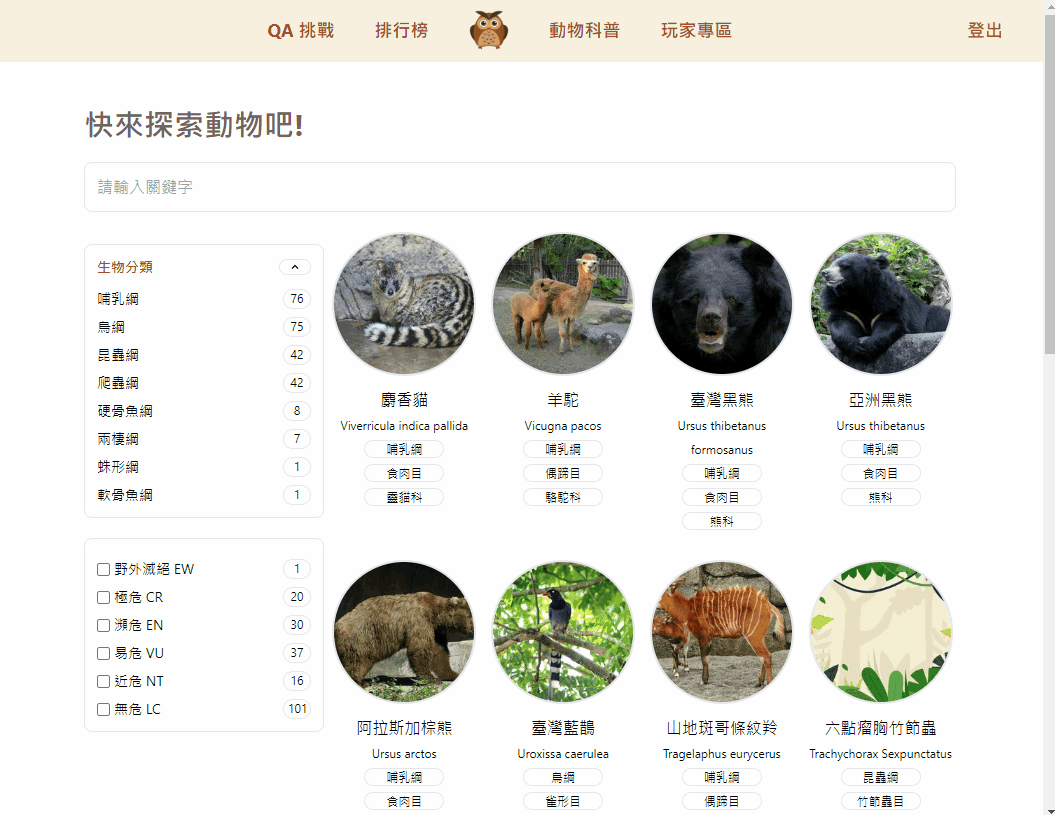 QA 挑戰 排行榜 動物科普 玩家專區 登出
快來探索動物吧!
請輸入關鍵字
生物分類
哺乳綱 76
鳥綱 75
昆蟲綱 42
爬蟲綱 42
硬骨魚綱 8
兩棲綱 7
蛛形綱 1
軟骨魚綱 1
野外滅絕 EW 1
極危 CR 20
瀕危 EN 30
易危 VU 37
近危 NT 16
無危 LC 101
麝香貓
Viverricula indica pallida
哺乳綱
食肉目
靈貓科
羊駝
Vicugna pacos
哺乳綱
偶蹄目
駱駝科
臺灣黑熊
Ursus thibetanus
formosanus
哺乳綱
食肉目
熊科
亞洲黑熊
Ursus thibetanus
哺乳綱
食肉目
熊科
阿拉斯加棕熊
Ursus arctos
哺乳綱
食肉目
臺灣藍鵲
Uroxissa caerulea
鳥綱
雀形目
山地斑哥條紋羚
Tragelaphus eurycerus
哺乳綱
偶蹄目
六點瘤胸竹節蟲
Trachychorax Sexpunctatus
昆蟲綱
竹節蟲目